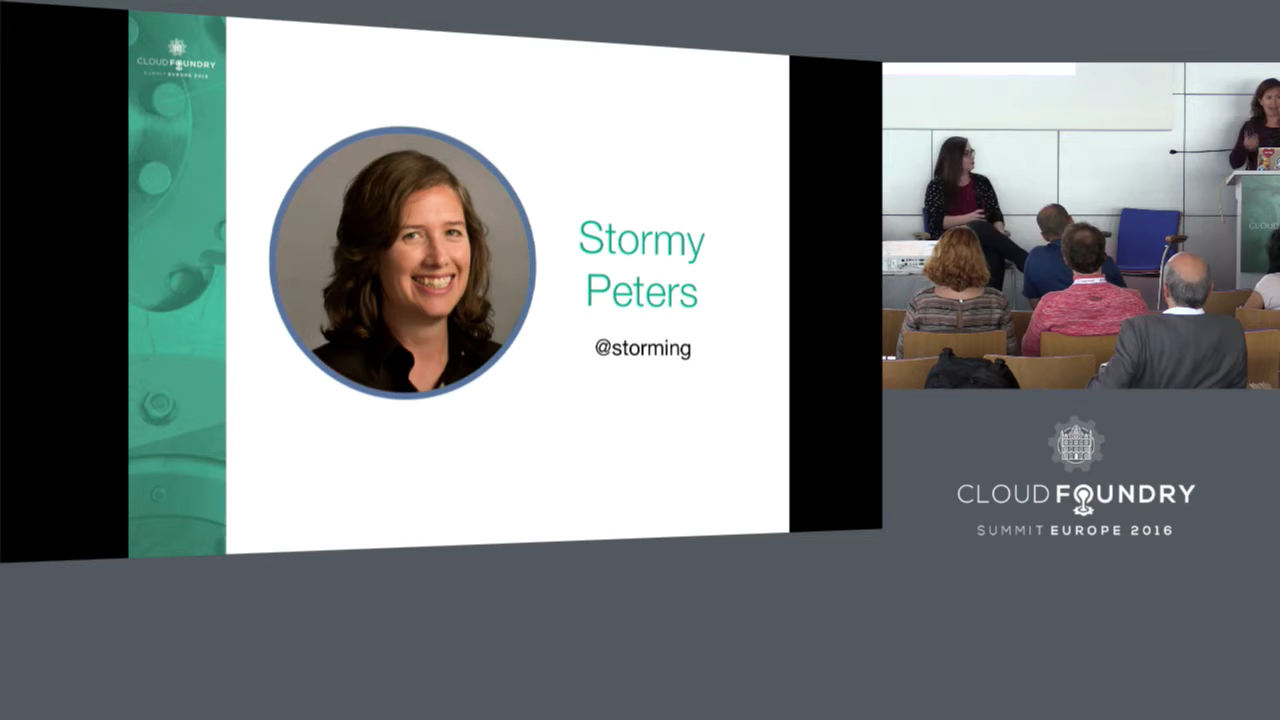 CLOUD FOUNDRY
SUMMIT EUROPE 2016
Stormy
Peters
@storming
CLOUD FOUNDRY
SUMMIT EUROPE 2016